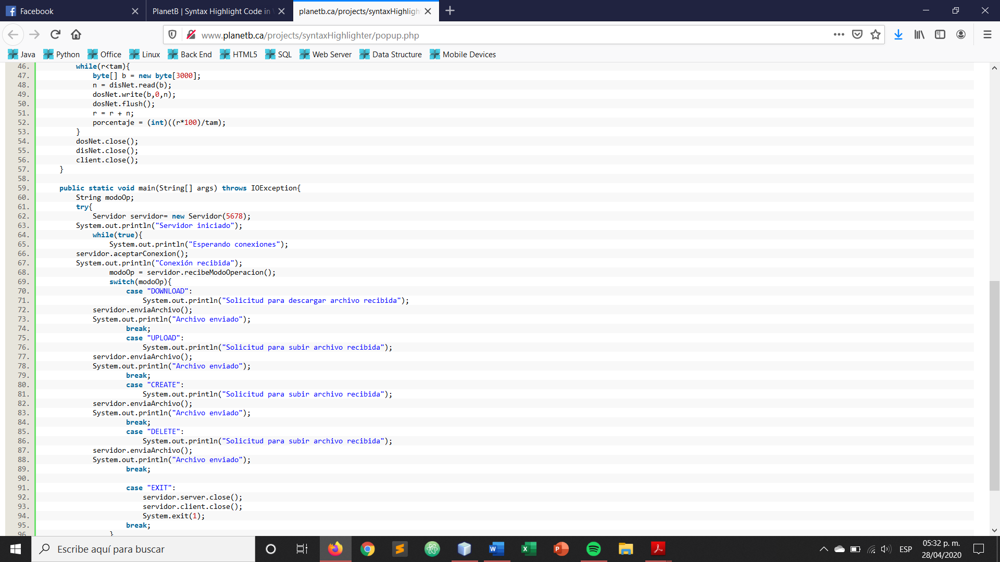 Facebook
PlanetB | Syntax Highlight Code in
planetb.ca/projects/syntaxHighligh
www.planetb.ca/projects/syntaxHighlighter/popup.php
Java Python Office Linux Back End HTML5 SQL Web Server Data Structure Mobile Devices
46. while(r<tam){
47. byte[] b = new byte[3000];
48. n = disNet.read(b);
49. dosNet.write(b,0,n);
50. dosNet.flush();
51. r = r + n;
52. porcentaje = (int)((r*100)/tam);
53. }
54. dosNet.close();
55. disNet.close();
56. client.close();
57. }
58.
59. public static void main(String[] args) throws IOException{
60. String modoOp;
61. try{
62. Servidor servidor= new Servidor(5678);
63. System.out.println("Servidor iniciado");
64. while(true){
65. System.out.println("Esperando conexiones");
66. servidor.aceptarConexion();
67. System.out.println("Conexión recibida");
68. modoOp = servidor.recibeModoOperacion();
69. switch(modoOp){
70. case "DOWNLOAD":
71. System.out.println("Solicitud para descargar archivo recibida");
72. servidor.enviaArchivo();
73. System.out.println("Archivo enviado");
74. break;
75. case "UPLOAD":
76. System.out.println("Solicitud para subir archivo recibida");
77. servidor.enviaArchivo();
78. System.out.println("Archivo enviado");
79. break;
80. case "CREATE":
81. System.out.println("Solicitud para subir archivo recibida");
82. servidor.enviaArchivo();
83. System.out.println("Archivo enviado");
84. break;
85. case "DELETE":
86. System.out.println("Solicitud para subir archivo recibida");
87. servidor.enviaArchivo();
88. System.out.println("Archivo enviado");
89. break;
90.
91. case "EXIT":
92. servidor.server.close();
93. servidor.client.close();
94. System.exit(1);
95. break;
96. }
Escribe aquí para buscar
ESP
05:32 p. m.
28/04/2020